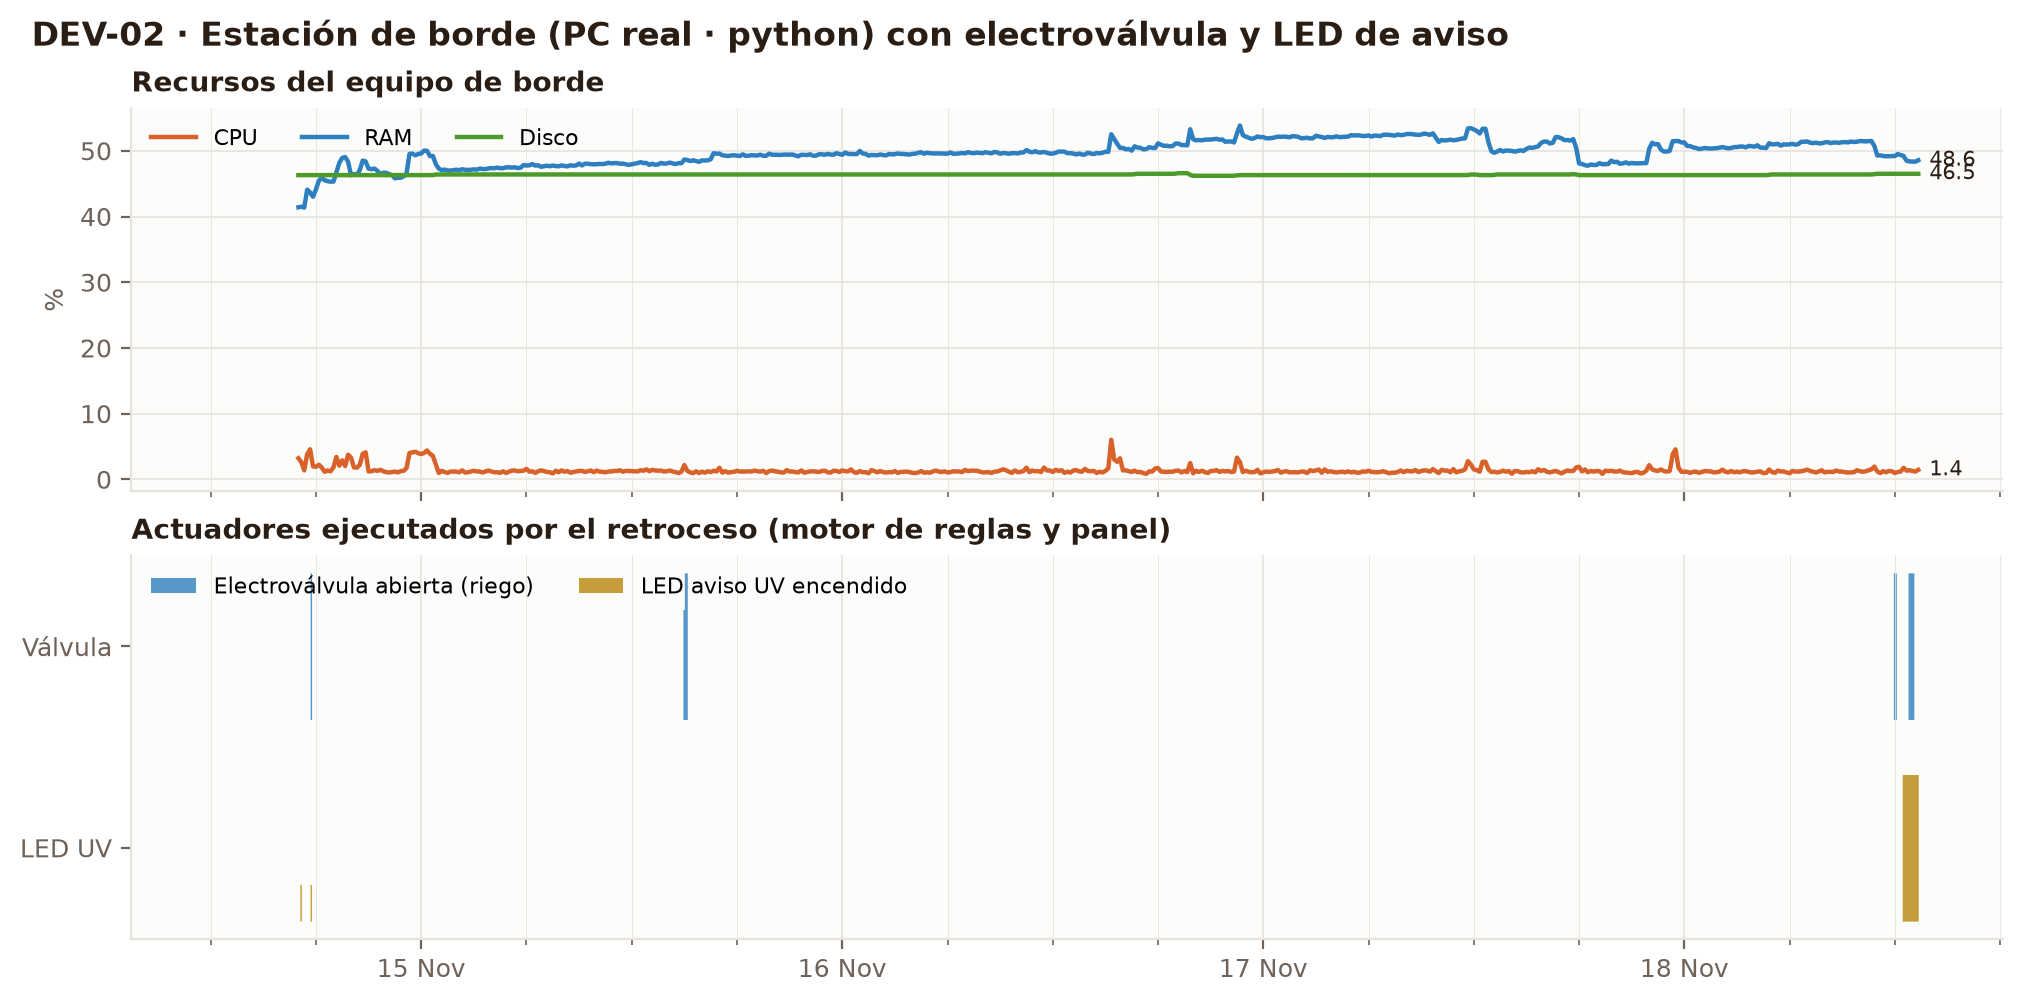 DEV-02 · Estación de borde (PC real · python) con electroválvula y LED de aviso
Recursos del equipo de borde
CPU RAM Disco
50
40
30
20
10
0
%
48.6
46.5
1.4
Actuadores ejecutados por el retroceso (motor de reglas y panel)
Electroválvula abierta (riego) LED aviso UV encendido
Válvula
LED UV
15 Nov 16 Nov 17 Nov 18 Nov